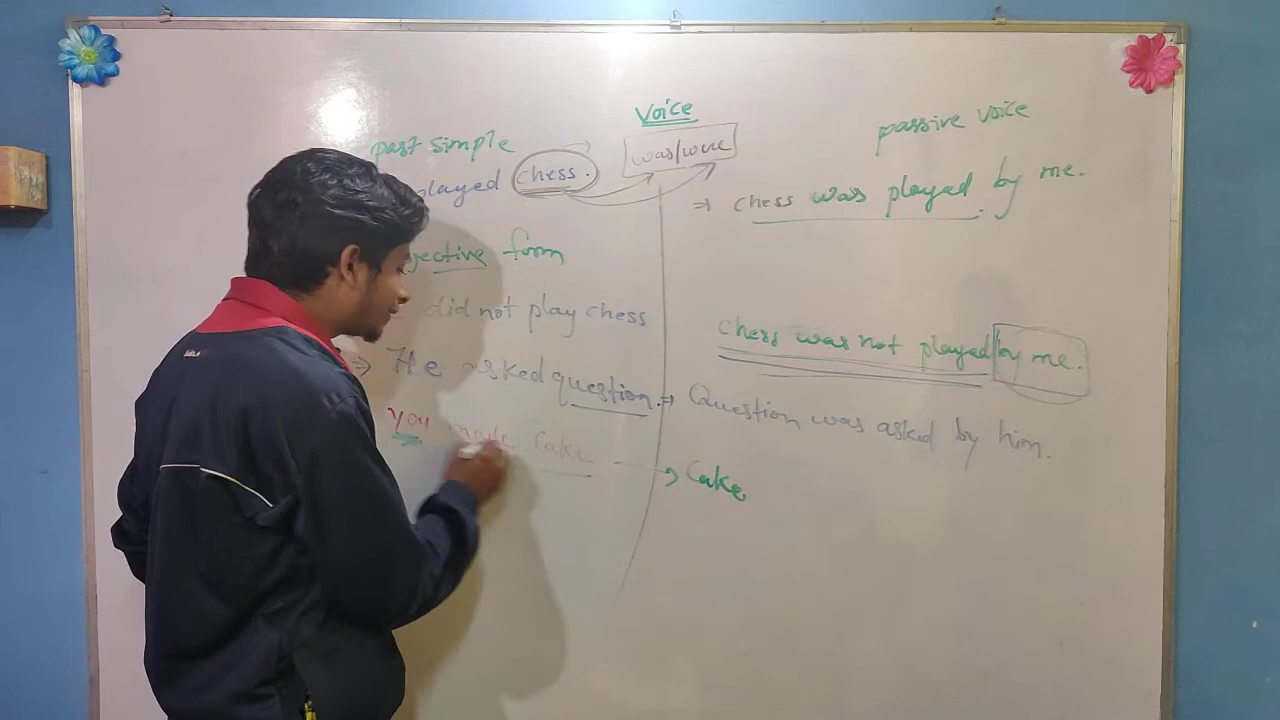 Voice
past simple
was/were
passive voice
played chess.
⇒ chess was played by me.
jective form
did not play chess
chess was not played by me.
⇒ He asked question. ⇒ Question was asked by him.
you made Cake → Cake